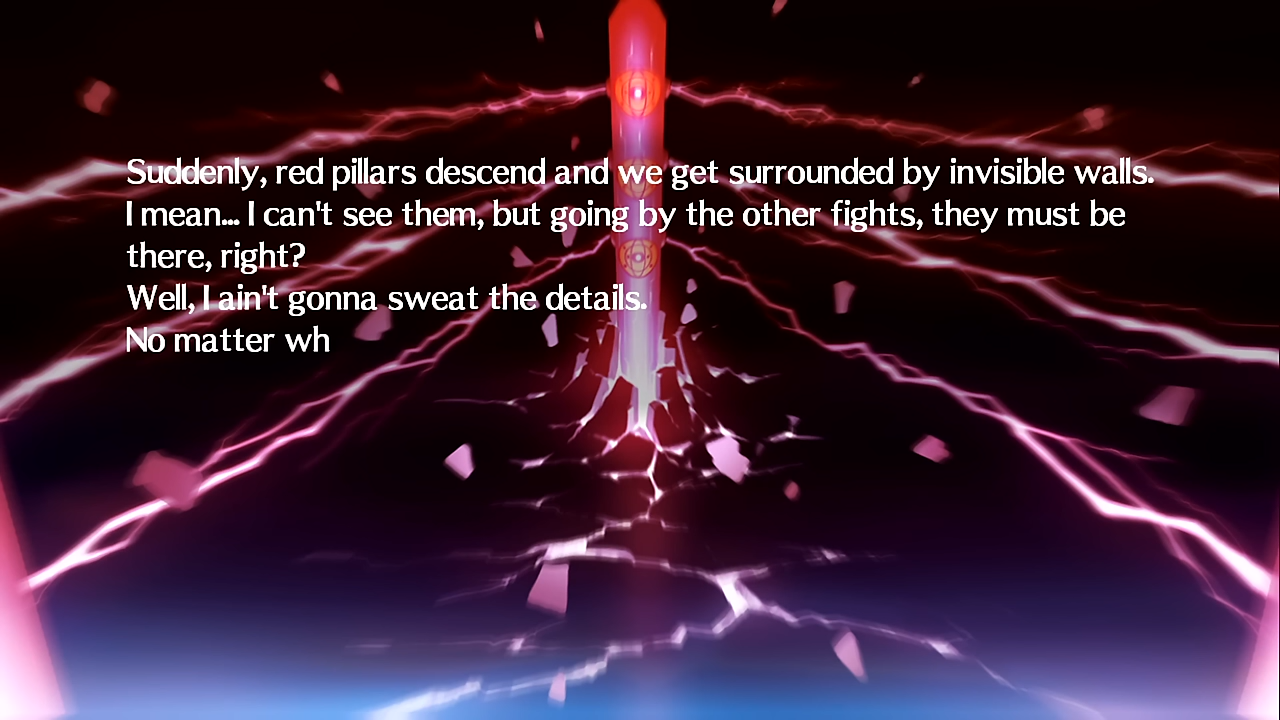 Suddenly, red pillars descend and we get surrounded by invisible walls.
I mean... I can't see them, but going by the other fights, they must be
there, right?
Well, I ain't gonna sweat the details.
No matter wh